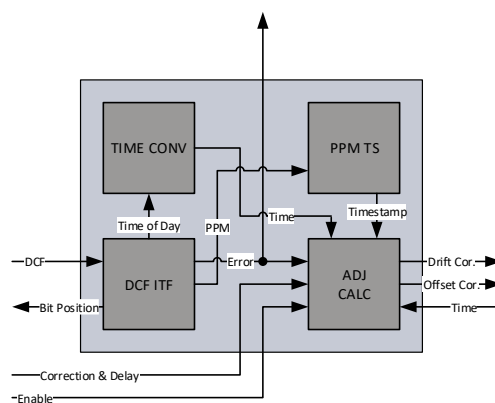 TIME CONV
PPM TS
Time of Day
PPM
Time
Timestamp
DCF
DCF ITF
Error
ADJ
CALC
Drift Cor.
Offset Cor.
Bit Position
Time
Correction & Delay
Enable